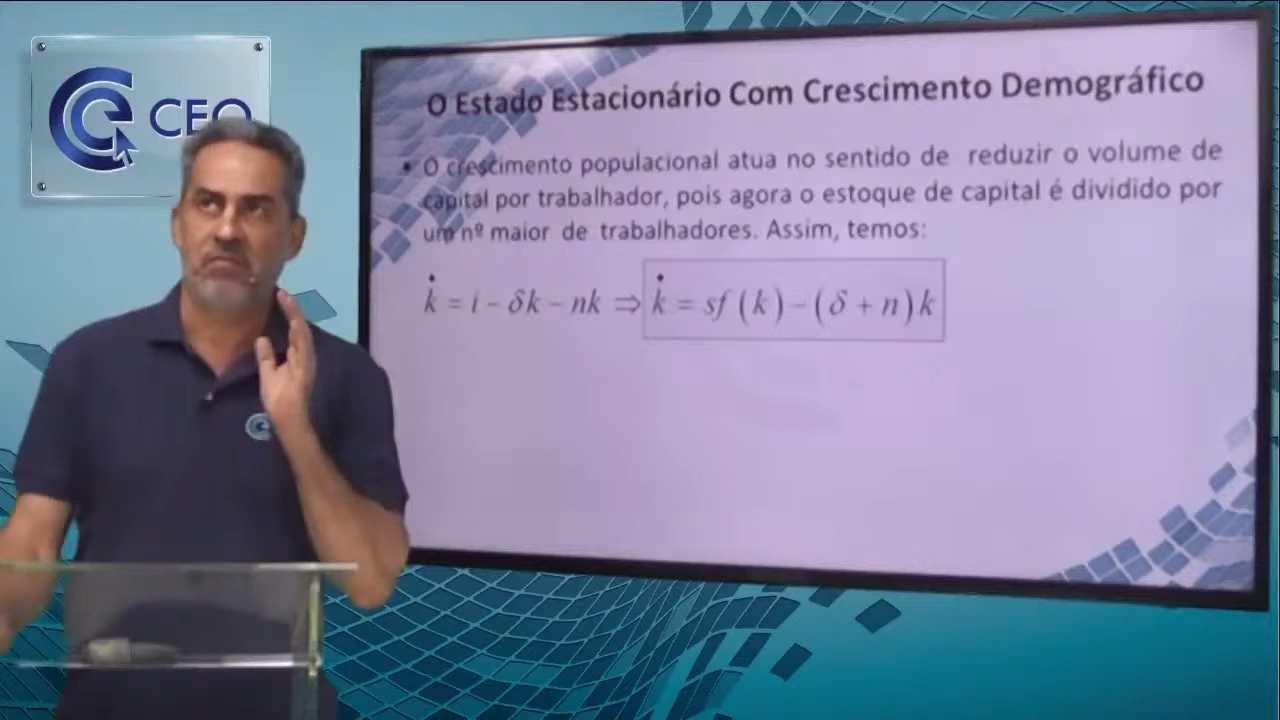 CEO
O Estado Estacionário Com Crescimento Demográfico
• O crescimento populacional atua no sentido de reduzir o volume de
capital por trabalhador, pois agora o estoque de capital é dividido por
um nº maior de trabalhadores. Assim, temos:
k̇ = i − δk − nk ⇒ k̇ = sf (k) − (δ + n)k